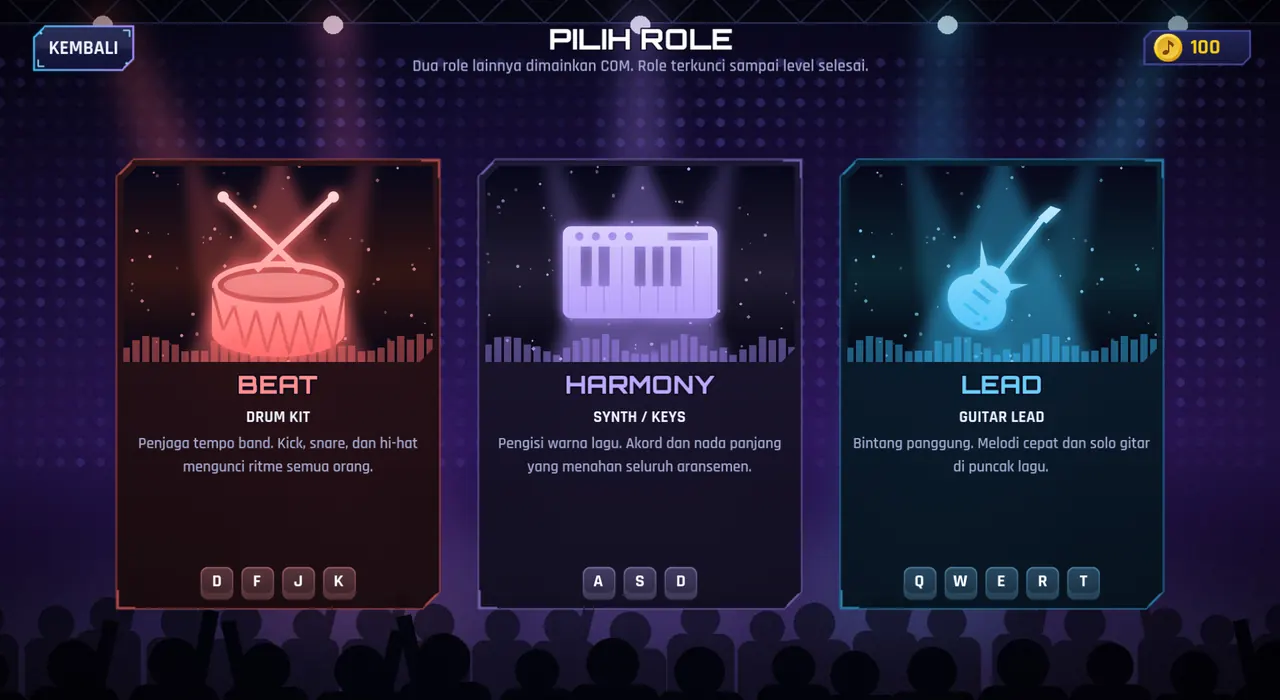 KEMBALI
PILIH ROLE
100
Dua role lainnya dimainkan COM. Role terkunci sampai level selesai.
BEAT
DRUM KIT
Penjaga tempo band. Kick, snare, dan hi-hat
mengunci ritme semua orang.
D F J K
HARMONY
SYNTH / KEYS
Pengisi warna lagu. Akord dan nada panjang
yang menahan seluruh aransemen.
A S D
LEAD
GUITAR LEAD
Bintang panggung. Melodi cepat dan solo gitar
di puncak lagu.
Q W E R T